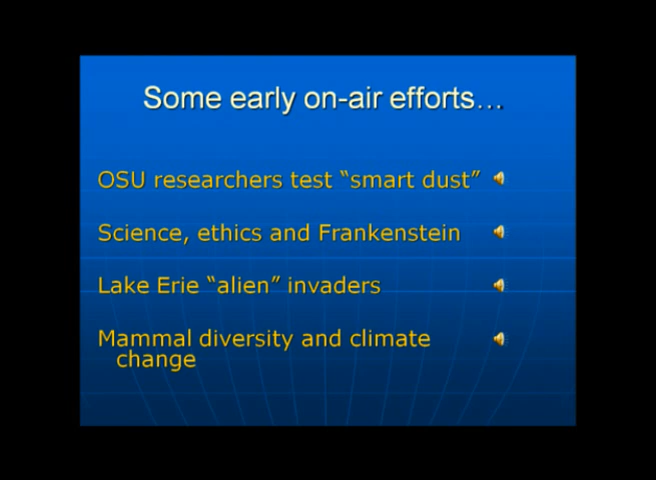 Some early on-air efforts…
OSU researchers test “smart dust”
Science, ethics and Frankenstein
Lake Erie “alien” invaders
Mammal diversity and climate
change